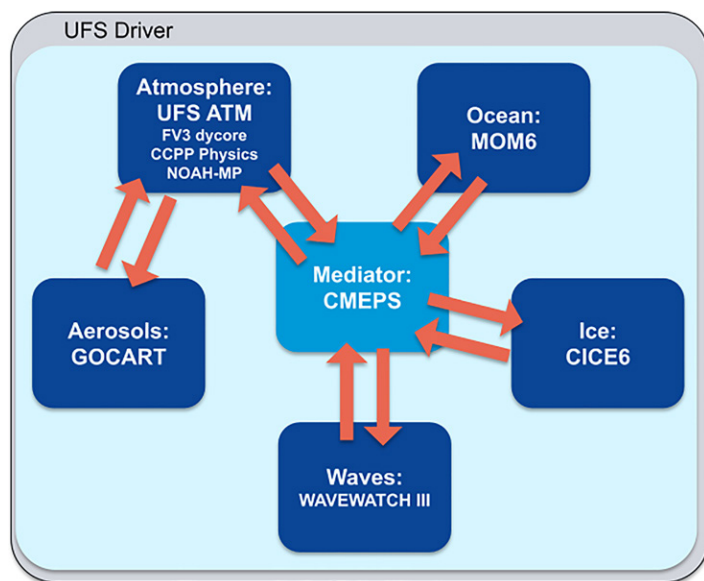 UFS Driver
Atmosphere:
UFS ATM
FV3 dycore
CCPP Physics
NOAH-MP
Ocean:
MOM6
Mediator:
CMEPS
Aerosols:
GOCART
Ice:
CICE6
Waves:
WAVEWATCH III